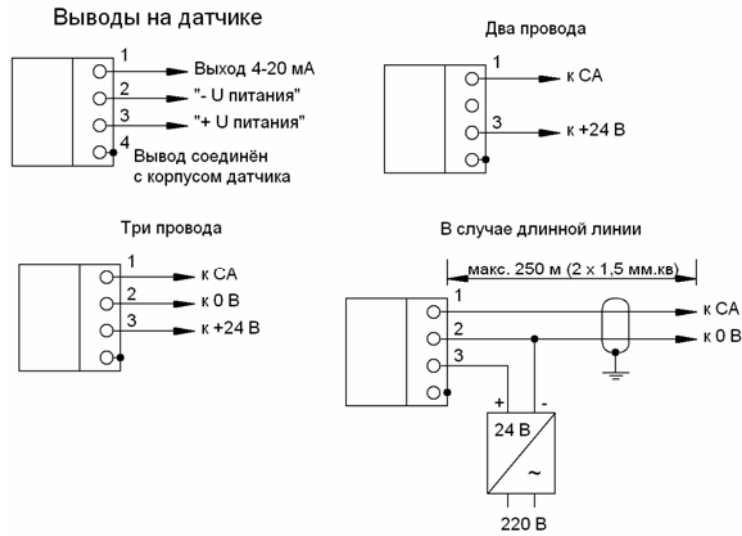 Выводы на датчике
1
Выход 4-20 мА
2
"- U питания"
3
"+ U питания"
4
Вывод соединён
с корпусом датчика
Два провода
1
к СА
3
к +24 В
Три провода
1
к СА
2
к 0 В
3
к +24 В
В случае длинной линии
макс. 250 м (2 х 1,5 мм.кв)
1
к СА
2
к 0 В
3
+ -
24 В
~
220 В